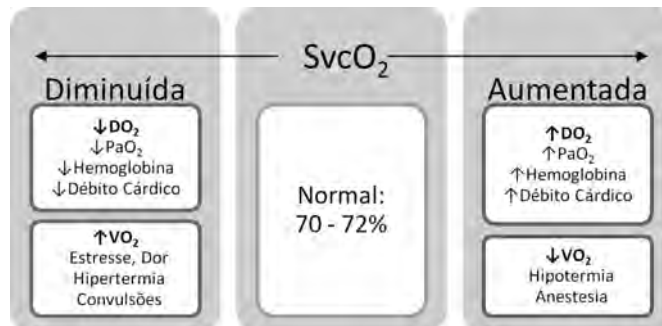 SvcO₂
Diminuída
↓DO₂
↓PaO₂
↓Hemoglobina
↓Débito Cárdico
↑VO₂
Estresse, Dor
Hipertermia
Convulsões
Normal:
70 - 72%
Aumentada
↑DO₂
↑PaO₂
↑Hemoglobina
↑Débito Cárdico
↓VO₂
Hipotermia
Anestesia